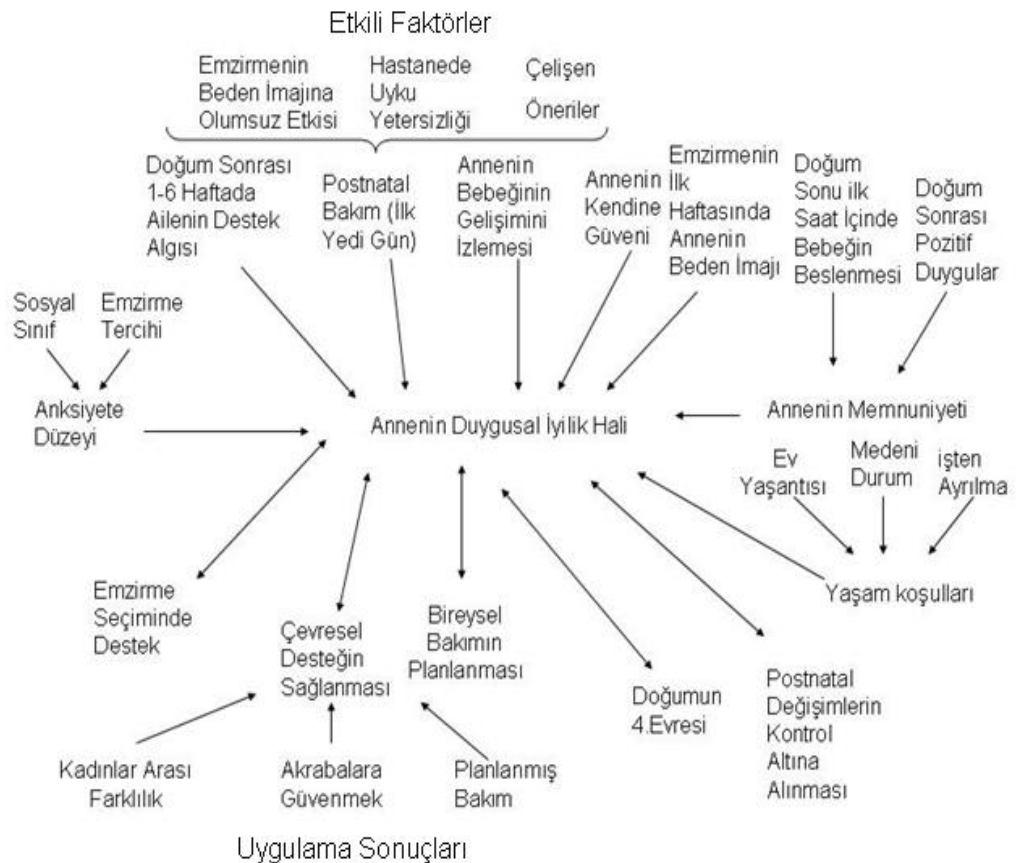 Etkili Faktörler
Emzirmenin
Beden İmajına
Olumsuz Etkisi
Hastanede
Uyku
Yetersizliği
Çelişen
Öneriler
Doğum Sonrası
1-6 Haftada
Ailenin Destek
Algısı
Postnatal
Bakım (İlk
Yedi Gün)
Annenin
Bebeğinin
Gelişimini
İzlemesi
Annenin
Kendine
Güveni
Emzirmenin
İlk
Haftasında
Annenin
Beden İmajı
Doğum
Sonu ilk
Saat İçinde
Bebeğin
Beslenmesi
Doğum
Sonrası
Pozitif
Duygular
Sosyal
Sınıf
Emzirme
Tercihi
Anksiyete
Düzeyi
Annenin Duygusal İyilik Hali
Annenin Memnuniyeti
Ev
Yaşantısı
Medeni
Durum
işten
Ayrılma
Yaşam koşulları
Emzirme
Seçiminde
Destek
Çevresel
Desteğin
Sağlanması
Bireysel
Bakımın
Planlanması
Doğumun
4.Evresi
Postnatal
Değişimlerin
Kontrol
Altına
Alınması
Kadınlar Arası
Farklılık
Akrabalara
Güvenmek
Planlanmış
Bakım
Uygulama Sonuçları